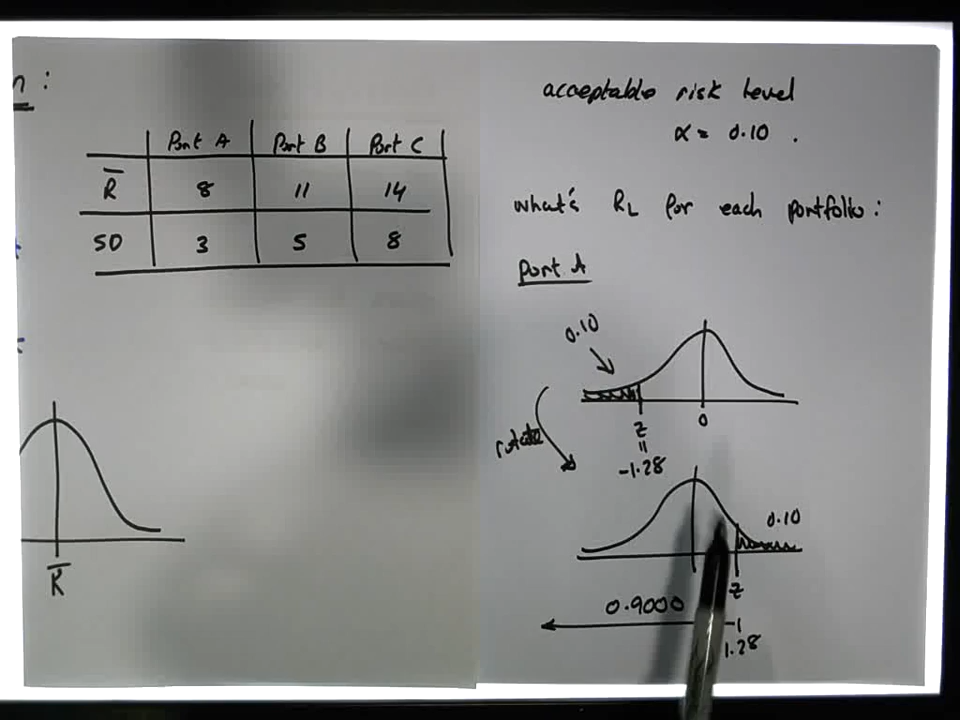 n :
Port A Port B Port C
R̅ 8 11 14
SD 3 5 8
R̅
acceptable risk level
α = 0.10 .
what's RL for each portfolio :
Port A
0.10
z 0
=
-1.28
rotate
0.10
z
0.9000
1.28